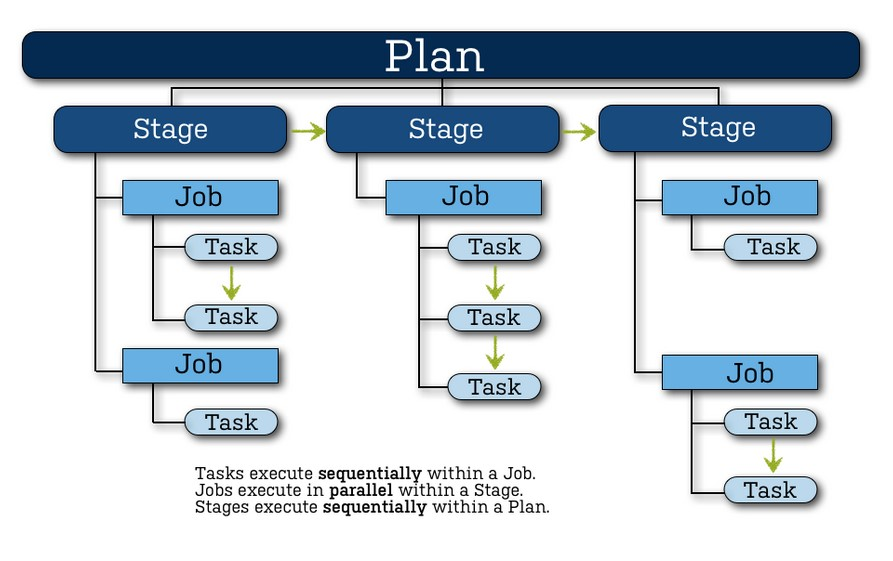 Plan
Stage
Stage
Stage
Job
Task
Task
Job
Task
Job
Task
Task
Task
Job
Task
Job
Task
Task
Tasks execute sequentially within a Job.
Jobs execute in parallel within a Stage.
Stages execute sequentially within a Plan.